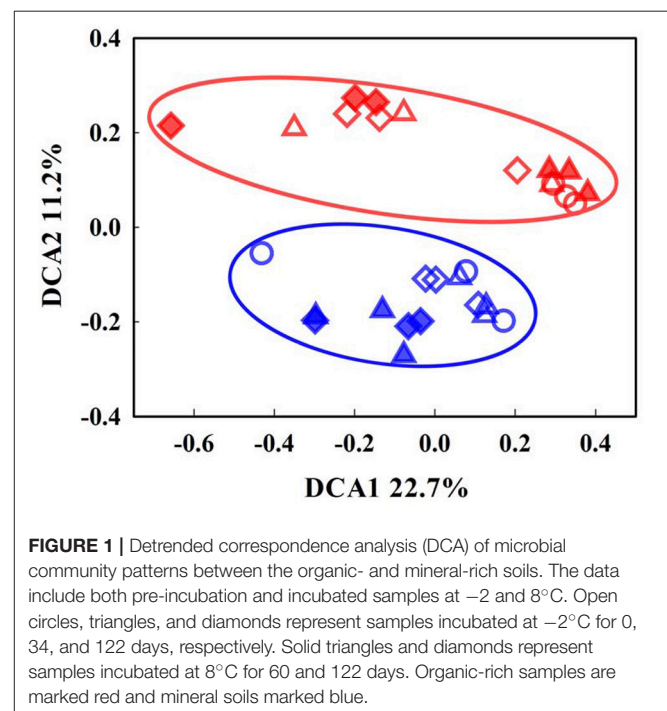 0.4
0.2
0.0
-0.2
-0.4
DCA2 11.2%
-0.6
-0.4
-0.2
0.0
0.2
0.4
DCA1 22.7%
FIGURE 1 | Detrended correspondence analysis (DCA) of microbial
community patterns between the organic- and mineral-rich soils. The data
include both pre-incubation and incubated samples at −2 and 8°C. Open
circles, triangles, and diamonds represent samples incubated at −2°C for 0,
34, and 122 days, respectively. Solid triangles and diamonds represent
samples incubated at 8°C for 60 and 122 days. Organic-rich samples are
marked red and mineral soils marked blue.